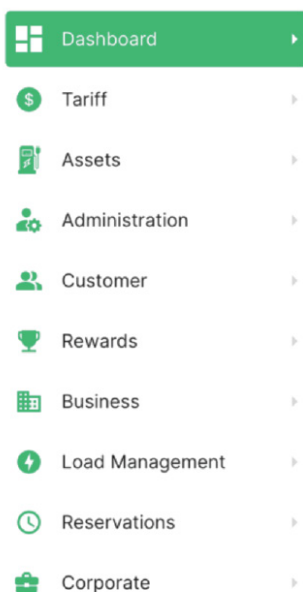 Dashboard
Tariff
Assets
Administration
Customer
Rewards
Business
Load Management
Reservations
Corporate